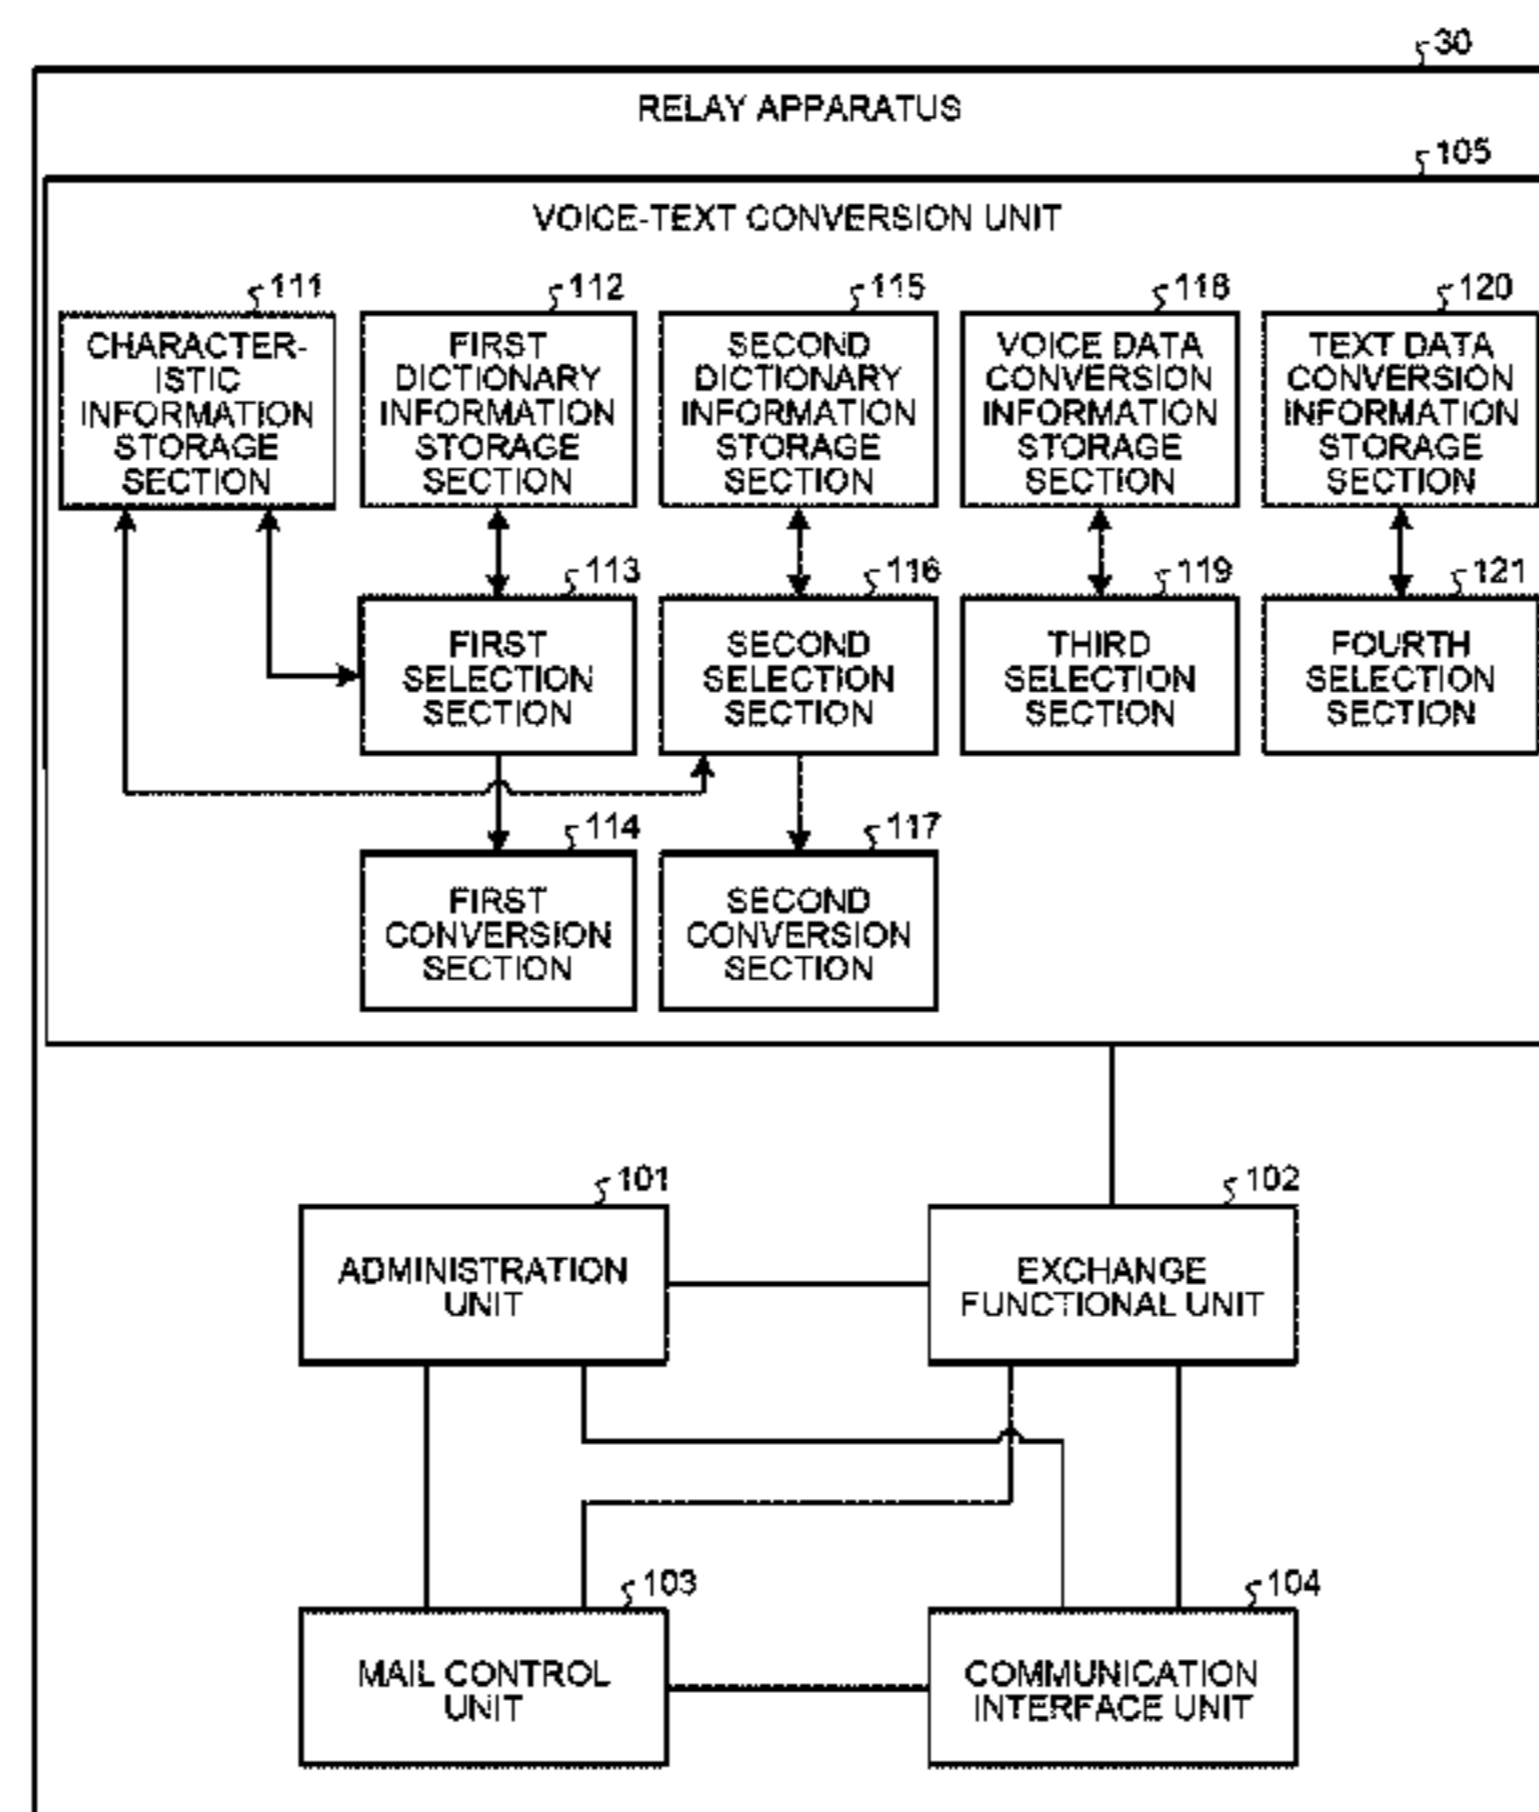 30
RELAY APPARATUS
105
VOICE-TEXT CONVERSION UNIT
111
CHARACTER-
ISTIC
INFORMATION
STORAGE
SECTION
112
FIRST
DICTIONARY
INFORMATION
STORAGE
SECTION
115
SECOND
DICTIONARY
INFORMATION
STORAGE
SECTION
118
VOICE DATA
CONVERSION
INFORMATION
STORAGE
SECTION
120
TEXT DATA
CONVERSION
INFORMATION
STORAGE
SECTION
113
FIRST
SELECTION
SECTION
116
SECOND
SELECTION
SECTION
119
THIRD
SELECTION
SECTION
121
FOURTH
SELECTION
SECTION
114
FIRST
CONVERSION
SECTION
117
SECOND
CONVERSION
SECTION
101
ADMINISTRATION
UNIT
102
EXCHANGE
FUNCTIONAL UNIT
103
MAIL CONTROL
UNIT
104
COMMUNICATION
INTERFACE UNIT